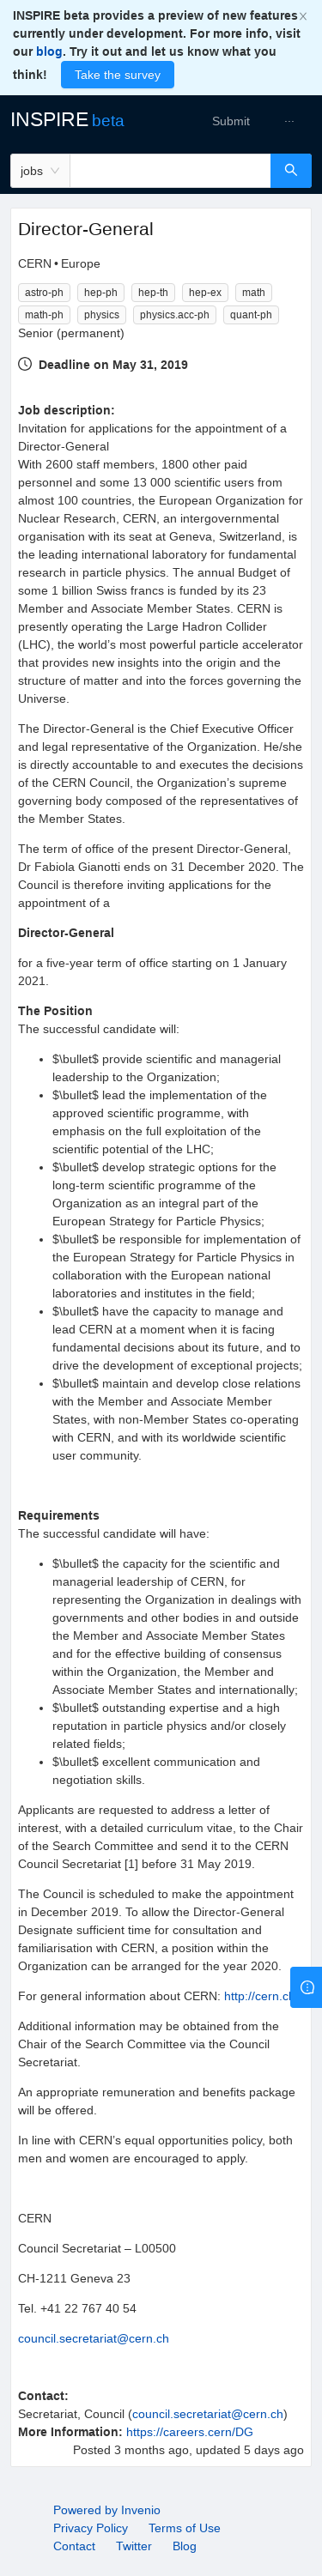 INSPIRE beta provides a preview of new features
currently under development. For more info, visit
our blog. Try it out and let us know what you
think! Take the survey
INSPIRE beta
Submit ...
jobs
Director-General
CERN • Europe
astro-ph hep-ph hep-th hep-ex math
math-ph physics physics.acc-ph quant-ph
Senior (permanent)
Deadline on May 31, 2019
Job description:
Invitation for applications for the appointment of a
Director-General
With 2600 staff members, 1800 other paid
personnel and some 13 000 scientific users from
almost 100 countries, the European Organization for
Nuclear Research, CERN, an intergovernmental
organisation with its seat at Geneva, Switzerland, is
the leading international laboratory for fundamental
research in particle physics. The annual Budget of
some 1 billion Swiss francs is funded by its 23
Member and Associate Member States. CERN is
presently operating the Large Hadron Collider
(LHC), the world’s most powerful particle accelerator
that provides new insights into the origin and the
structure of matter and into the forces governing the
Universe.
The Director-General is the Chief Executive Officer
and legal representative of the Organization. He/she
is directly accountable to and executes the decisions
of the CERN Council, the Organization’s supreme
governing body composed of the representatives of
the Member States.
The term of office of the present Director-General,
Dr Fabiola Gianotti ends on 31 December 2020. The
Council is therefore inviting applications for the
appointment of a
Director-General
for a five-year term of office starting on 1 January
2021.
The Position
The successful candidate will:
• $\bullet$ provide scientific and managerial
leadership to the Organization;
• $\bullet$ lead the implementation of the
approved scientific programme, with
emphasis on the full exploitation of the
scientific potential of the LHC;
• $\bullet$ develop strategic options for the
long-term scientific programme of the
Organization as an integral part of the
European Strategy for Particle Physics;
• $\bullet$ be responsible for implementation of
the European Strategy for Particle Physics in
collaboration with the European national
laboratories and institutes in the field;
• $\bullet$ have the capacity to manage and
lead CERN at a moment when it is facing
fundamental decisions about its future, and to
drive the development of exceptional projects;
• $\bullet$ maintain and develop close relations
with the Member and Associate Member
States, with non-Member States co-operating
with CERN, and with its worldwide scientific
user community.
Requirements
The successful candidate will have:
• $\bullet$ the capacity for the scientific and
managerial leadership of CERN, for
representing the Organization in dealings with
governments and other bodies in and outside
the Member and Associate Member States
and for the effective building of consensus
within the Organization, the Member and
Associate Member States and internationally;
• $\bullet$ outstanding expertise and a high
reputation in particle physics and/or closely
related fields;
• $\bullet$ excellent communication and
negotiation skills.
Applicants are requested to address a letter of
interest, with a detailed curriculum vitae, to the Chair
of the Search Committee and send it to the CERN
Council Secretariat [1] before 31 May 2019.
The Council is scheduled to make the appointment
in December 2019. To allow the Director-General
Designate sufficient time for consultation and
familiarisation with CERN, a position within the
Organization can be arranged for the year 2020.
For general information about CERN: http://cern.ch
Additional information may be obtained from the
Chair of the Search Committee via the Council
Secretariat.
An appropriate remuneration and benefits package
will be offered.
In line with CERN’s equal opportunities policy, both
men and women are encouraged to apply.
CERN
Council Secretariat – L00500
CH-1211 Geneva 23
Tel. +41 22 767 40 54
council.secretariat@cern.ch
Contact:
Secretariat, Council (council.secretariat@cern.ch)
More Information: https://careers.cern/DG
Posted 3 months ago, updated 5 days ago
Powered by Invenio
Privacy Policy Terms of Use
Contact Twitter Blog